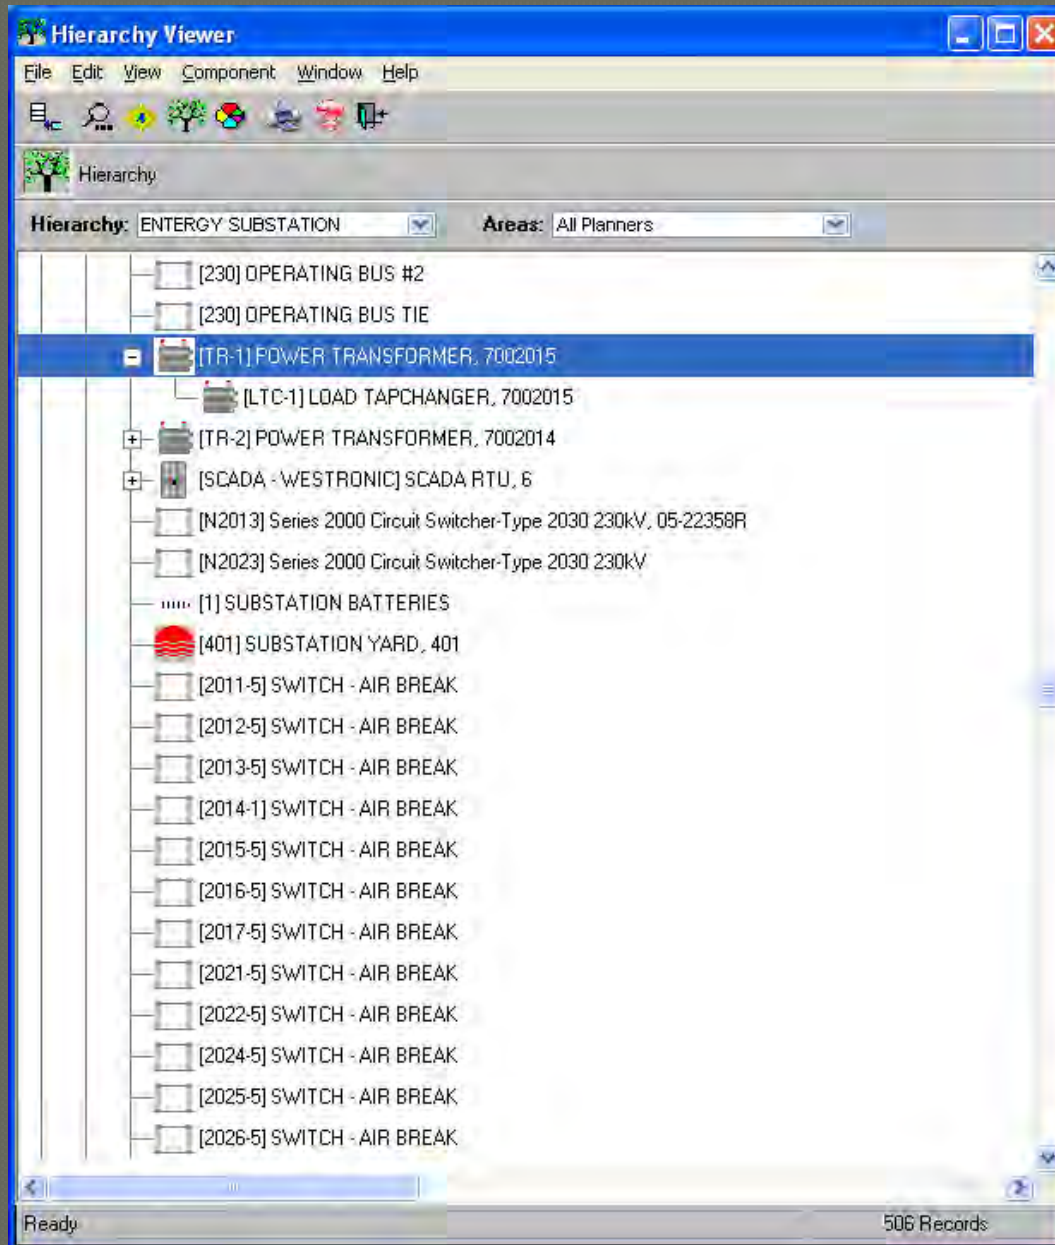 Hierarchy Viewer
File Edit View Component Window Help
Hierarchy
Hierarchy: ENTERGY SUBSTATION Areas: All Planners
[230] OPERATING BUS #2
[230] OPERATING BUS TIE
[TR-1] POWER TRANSFORMER, 7002015
[LTC-1] LOAD TAPCHANGER, 7002015
[TR-2] POWER TRANSFORMER, 7002014
[SCADA - WESTRONIC] SCADA RTU, 6
[N2013] Series 2000 Circuit Switcher-Type 2030 230kV, 05-22358R
[N2023] Series 2000 Circuit Switcher-Type 2030 230kV
[1] SUBSTATION BATTERIES
[401] SUBSTATION YARD, 401
[2011-5] SWITCH - AIR BREAK
[2012-5] SWITCH - AIR BREAK
[2013-5] SWITCH - AIR BREAK
[2014-1] SWITCH - AIR BREAK
[2015-5] SWITCH - AIR BREAK
[2016-5] SWITCH - AIR BREAK
[2017-5] SWITCH - AIR BREAK
[2021-5] SWITCH - AIR BREAK
[2022-5] SWITCH - AIR BREAK
[2024-5] SWITCH - AIR BREAK
[2025-5] SWITCH - AIR BREAK
[2026-5] SWITCH - AIR BREAK
Ready 506 Records